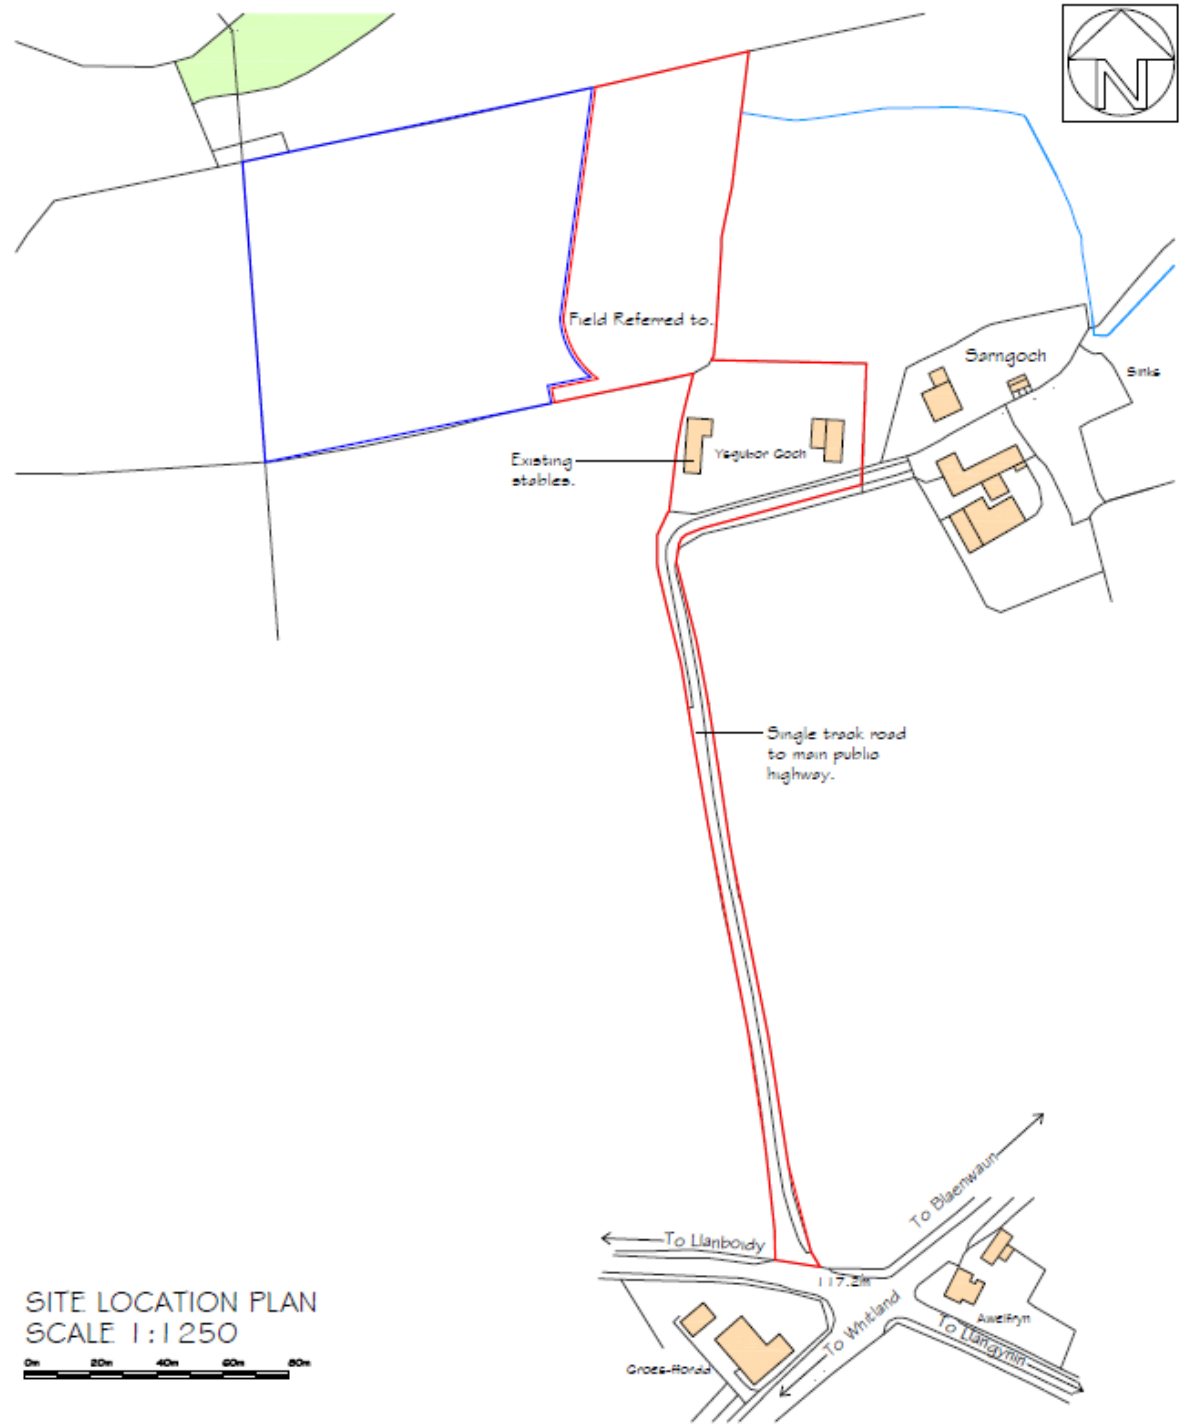 N
Field Referred to.
Sarngoch
Sinks
Existing
stables.
Ysgubor Goch
Single track road
to main public
highway.
To Blaenwaun
To Llanboidy
117.2m
To Whitland
Awelfryn
To Llangynin
Groes-ffordd
SITE LOCATION PLAN
SCALE 1:1250
0m 20m 40m 60m 80m